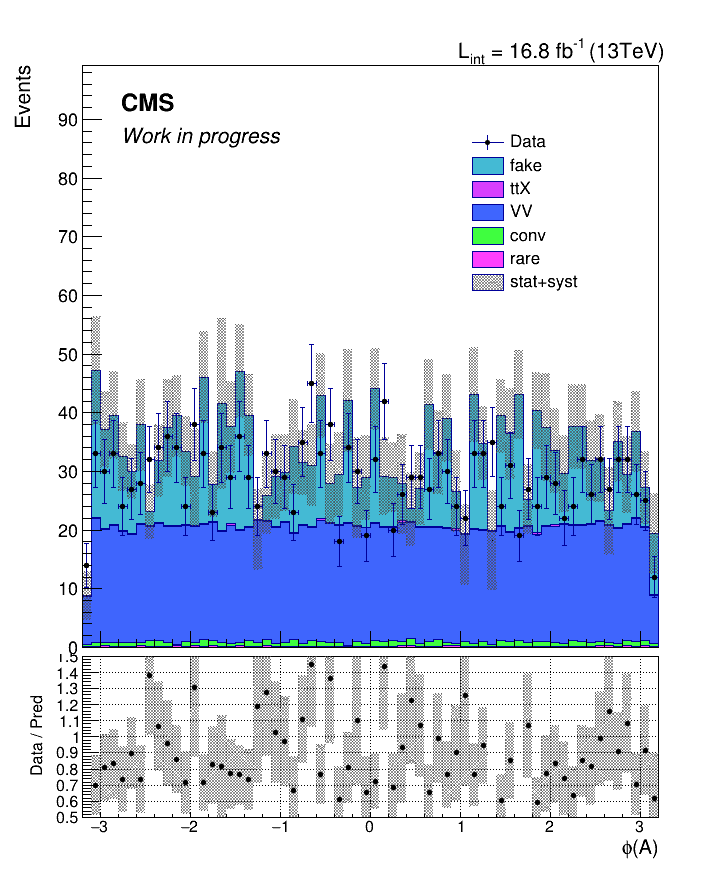 L_int = 16.8 fb^-1 (13TeV)
Events
CMS
Work in progress
Data
fake
ttX
VV
conv
rare
stat+syst
90
80
70
60
50
40
30
20
10
0
Data / Pred
1.5
1.4
1.3
1.2
1.1
1
0.9
0.8
0.7
0.6
0.5
−3 −2 −1 0 1 2 3
ϕ(A)